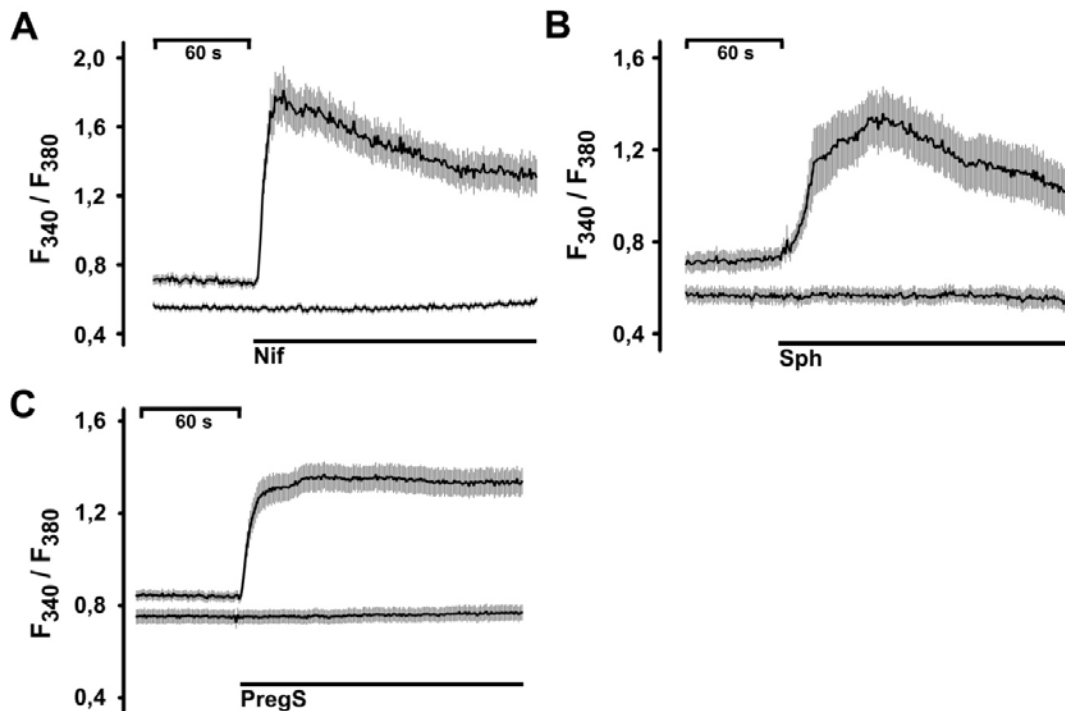 A
60 s
2,0
1,6
1,2
0,8
0,4
F340 / F380
Nif
B
60 s
1,6
1,2
0,8
0,4
F340 / F380
Sph
C
60 s
1,6
1,2
0,8
0,4
F340 / F380
PregS